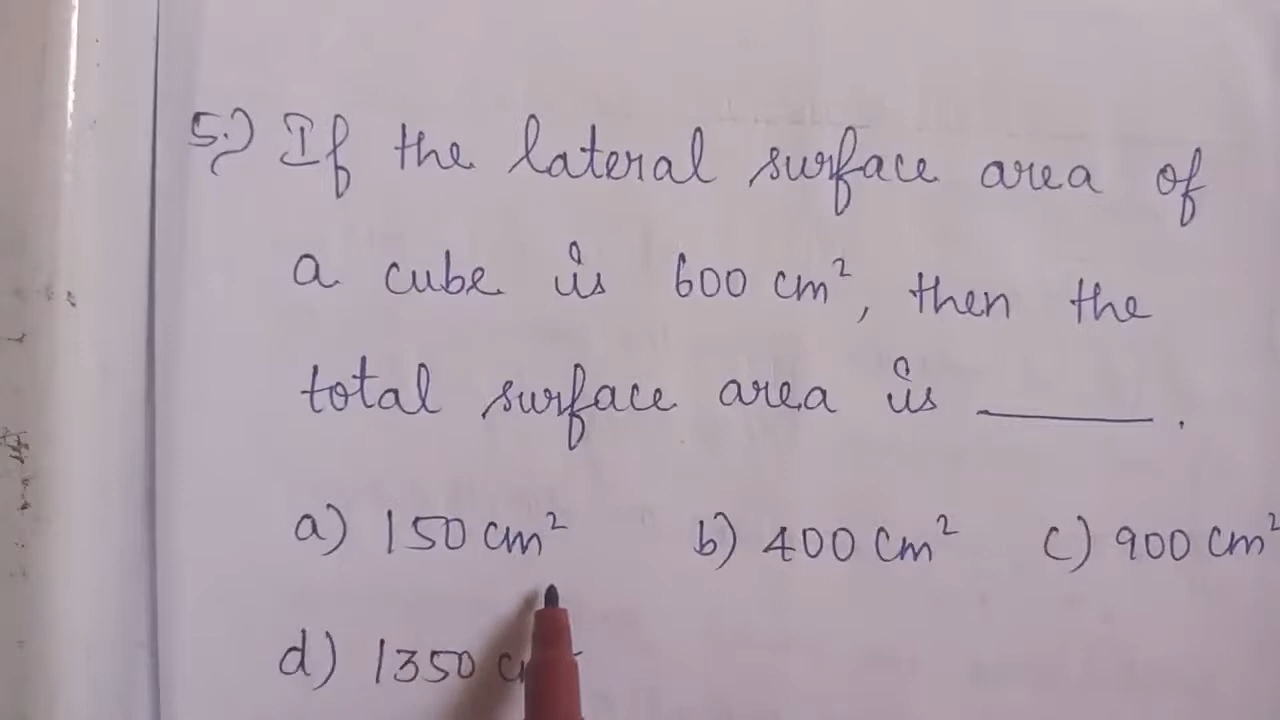 5.) If the lateral surface area of
a cube is 600 cm², then the
total surface area is ______.
a) 150 cm² b) 400 cm² c) 900 cm²
d) 1350